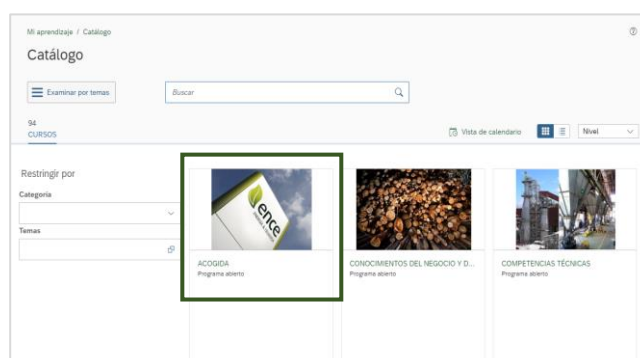 Mi aprendizaje / Catálogo
Catálogo
Examinar por temas
Buscar
94
CURSOS
Vista de calendario
Nivel
Restringir por
Categoría
Temas
ence
ACOGIDA
Programa abierto
CONOCIMIENTOS DEL NEGOCIO Y D...
Programa abierto
COMPETENCIAS TÉCNICAS
Programa abierto